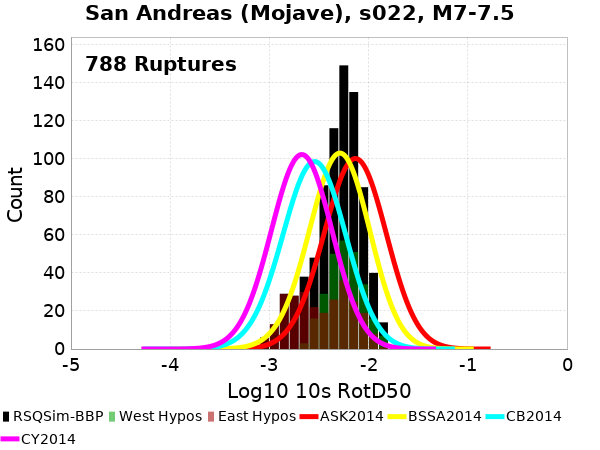 San Andreas (Mojave), s022, M7-7.5
788 Ruptures
160
140
120
100
80
60
40
20
0
Count
-5 -4 -3 -2 -1 0
Log10 10s RotD50
RSQSim-BBP West Hypos East Hypos ASK2014 BSSA2014 CB2014
CY2014